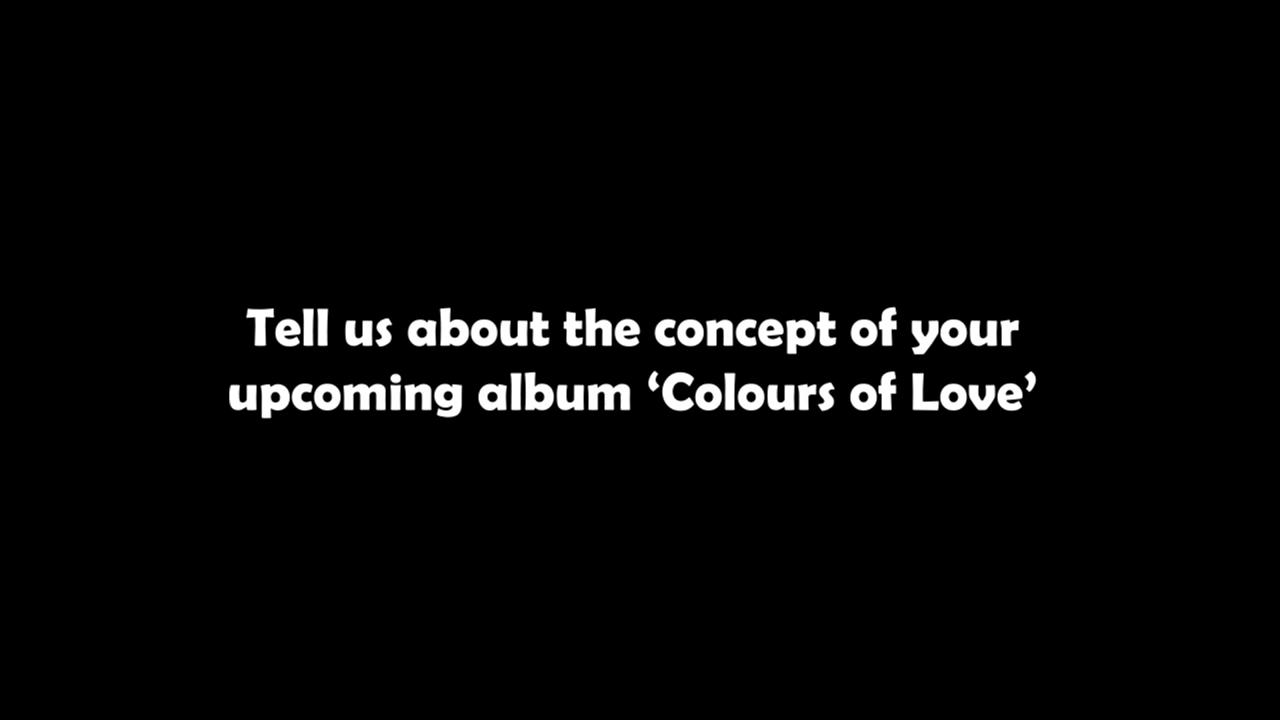 Tell us about the concept of your
upcoming album ‘Colours of Love’